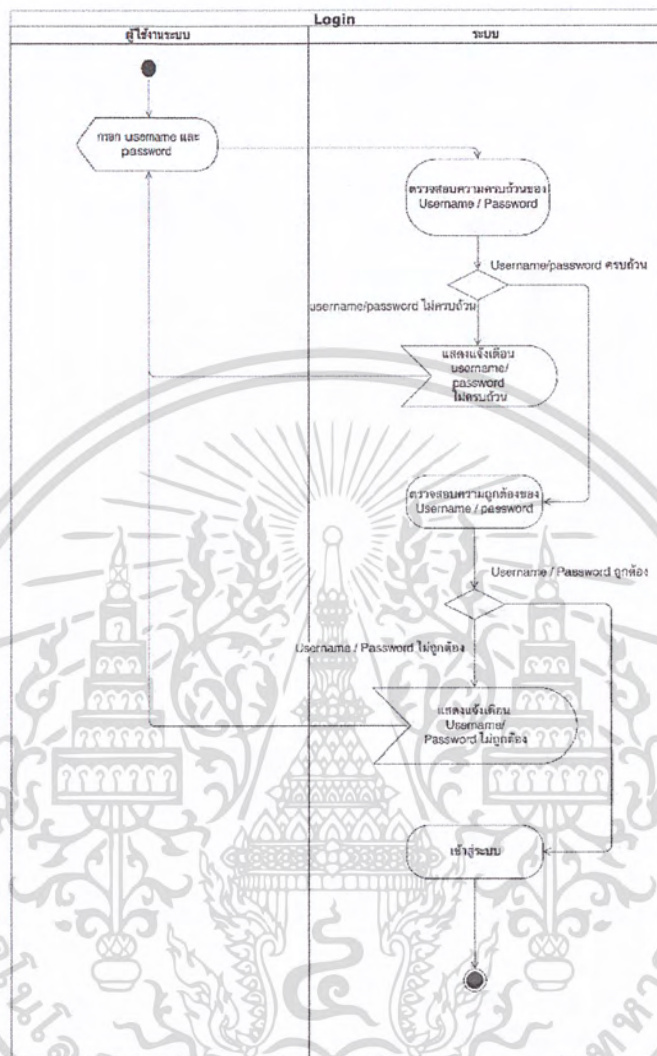 Login
ผู้ใช้งานระบบ
ระบบ
กรอก username และ
password
ตรวจสอบความครบถ้วนของ
Username / Password
Username/password ครบถ้วน
username/password ไม่ครบถ้วน
แสดงแจ้งเตือน
username/
password
ไม่ครบถ้วน
ตรวจสอบความถูกต้องของ
Username / password
Username / Password ถูกต้อง
Username / Password ไม่ถูกต้อง
แสดงแจ้งเตือน
Username/
Password ไม่ถูกต้อง
เข้าสู่ระบบ